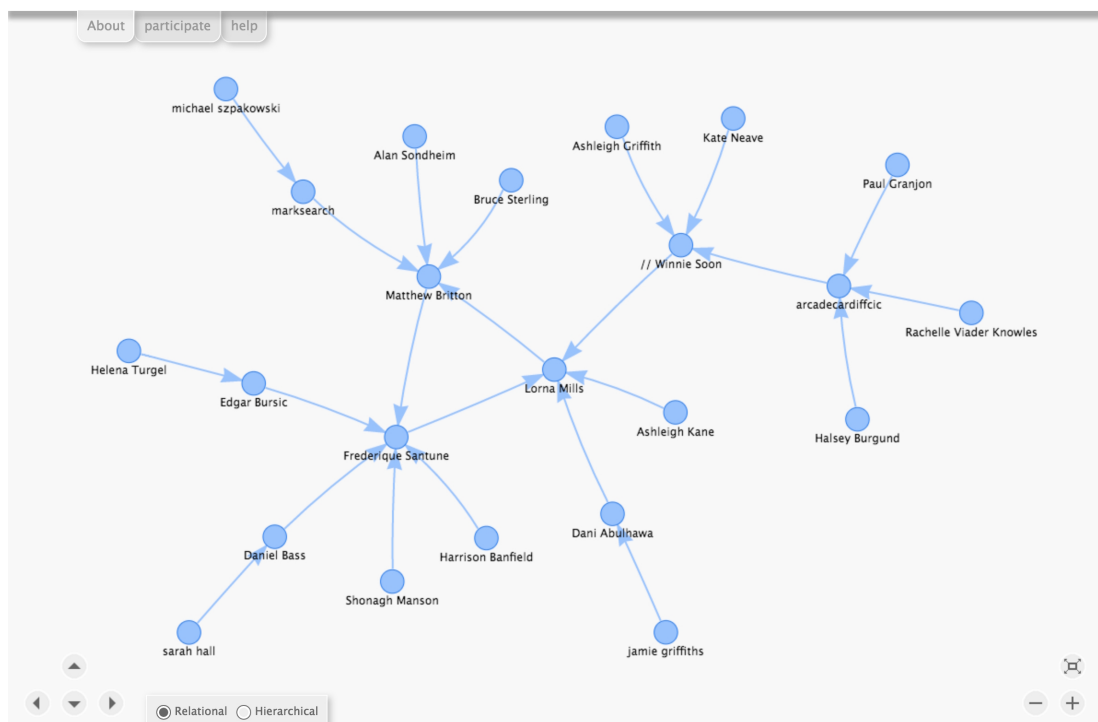 About
participate
help
michael szpakowski
Alan Sondheim
Bruce Sterling
marksearch
Ashleigh Griffith
Kate Neave
Paul Granjon
// Winnie Soon
Matthew Britton
arcadecardiffcic
Rachelle Viader Knowles
Helena Turgel
Edgar Bursic
Lorna Mills
Ashleigh Kane
Halsey Burgund
Frederique Santune
Daniel Bass
Harrison Banfield
Dani Abulhawa
Shonagh Manson
sarah hall
jamie griffiths
Relational
Hierarchical